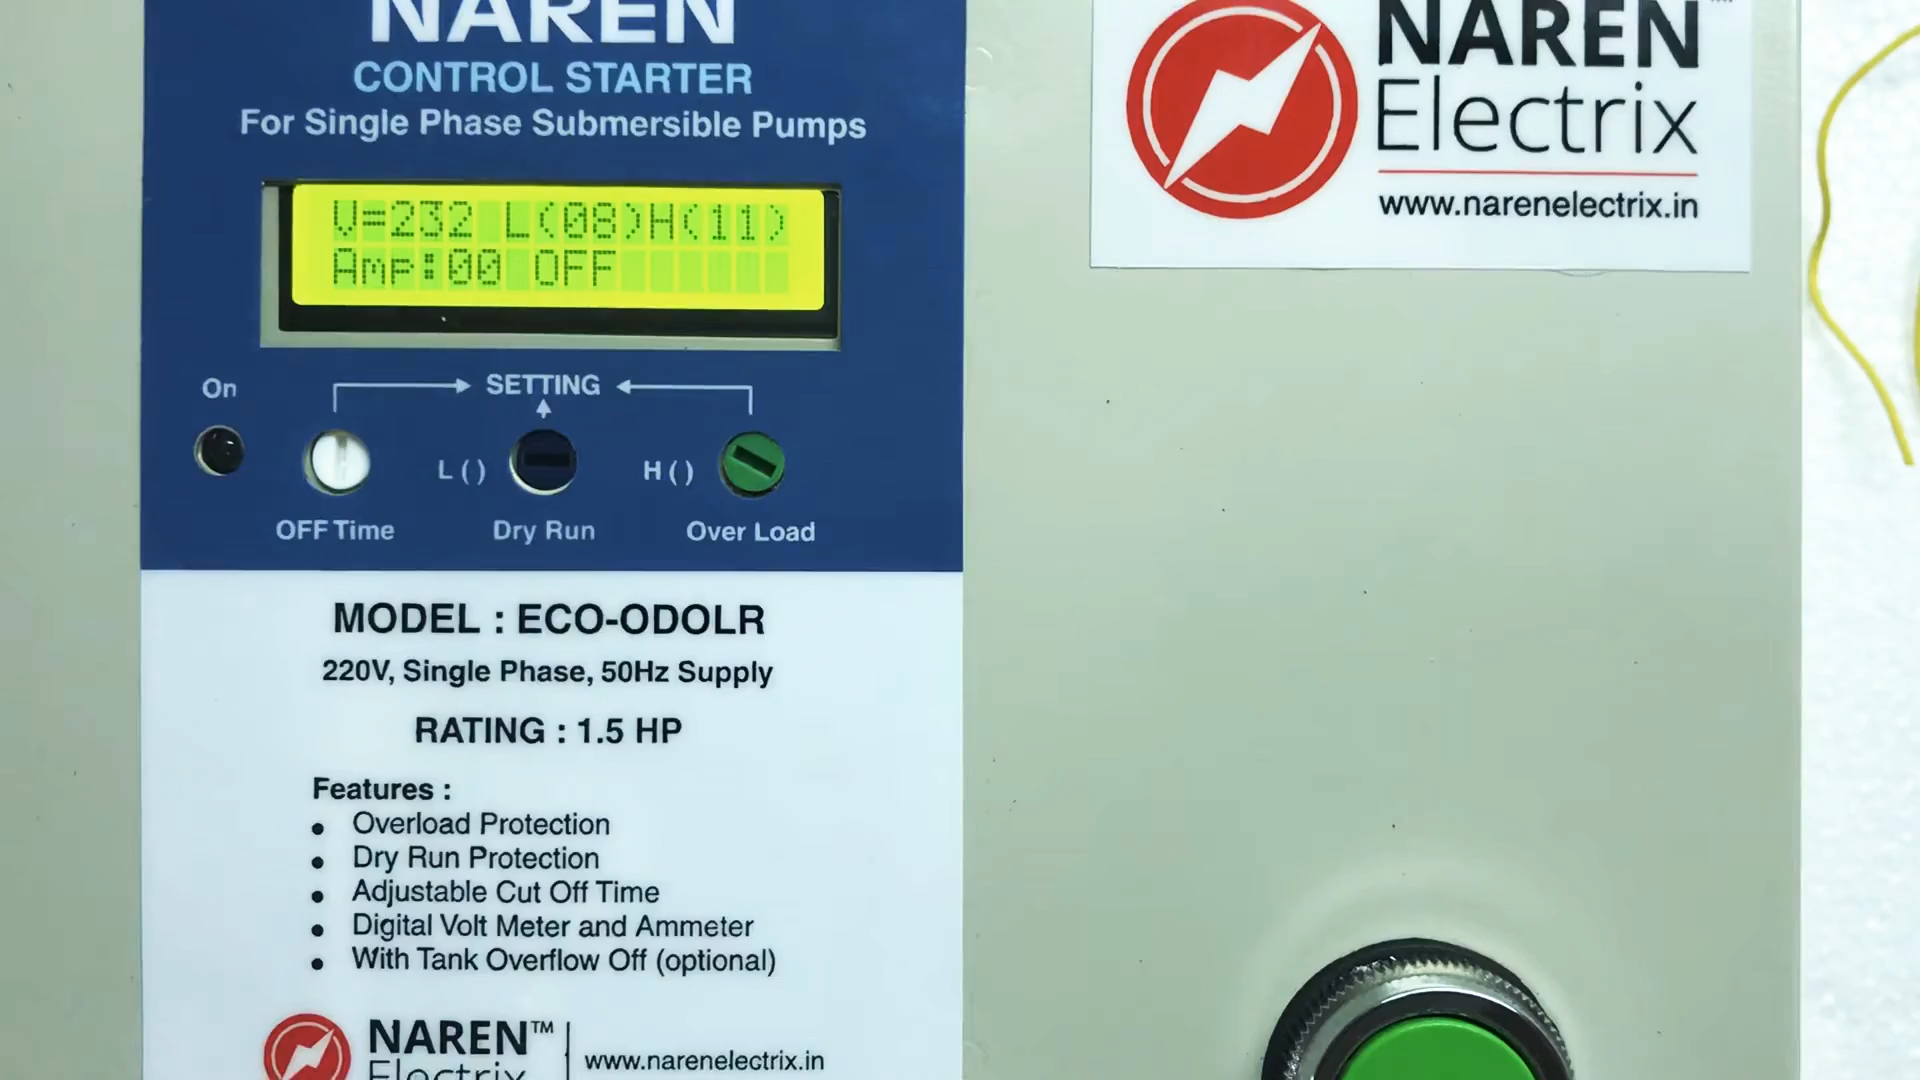 NAREN
CONTROL STARTER
For Single Phase Submersible Pumps
V=232 L(08)H(11)
Amp:00 OFF
On
SETTING
L ( )
H ( )
OFF Time
Dry Run
Over Load
MODEL : ECO-ODOLR
220V, Single Phase, 50Hz Supply
RATING : 1.5 HP
Features :
• Overload Protection
• Dry Run Protection
• Adjustable Cut Off Time
• Digital Volt Meter and Ammeter
• With Tank Overflow Off (optional)
NAREN™
Electrix
www.narenelectrix.in
NAREN™
Electrix
www.narenelectrix.in